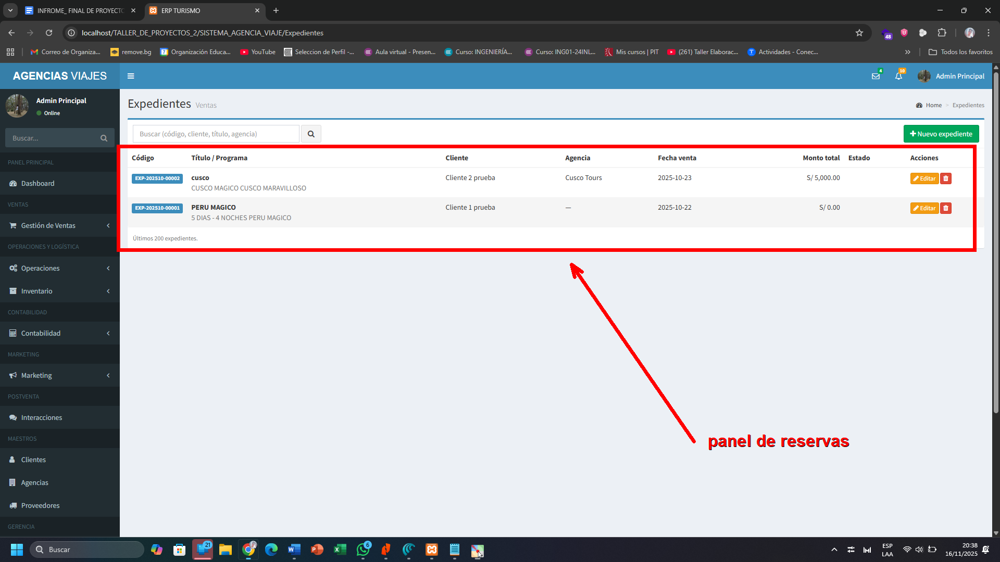 INFROME_ FINAL DE PROYECTO
ERP TURISMO
localhost/TALLER_DE_PROYECTOS_2/SISTEMA_AGENCIA_VIAJE/Expedientes
48
Correo de Organiza...
remove.bg
Organización Educa...
YouTube
Seleccion de Perfil -...
Aula virtual - Presen...
Curso: INGENIERÍA...
Curso: ING01-24INL...
Mis cursos | PIT
(261) Taller Elaborac...
Actividades - Conec...
Todos los favoritos
AGENCIAS VIAJES
4
10
Admin Principal
Admin Principal
Online
Buscar...
PANEL PRINCIPAL
Dashboard
VENTAS
Gestión de Ventas
OPERACIONES Y LOGÍSTICA
Operaciones
Inventario
CONTABILIDAD
Contabilidad
MARKETING
Marketing
POSTVENTA
Interacciones
MAESTROS
Clientes
Agencias
Proveedores
GERENCIA
Expedientes Ventas
Home > Expedientes
Buscar (código, cliente, título, agencia)
Nuevo expediente
Código Título / Programa Cliente Agencia Fecha venta Monto total Estado Acciones
EXP-202510-00002 cusco Cliente 2 prueba Cusco Tours 2025-10-23 S/ 5,000.00 Editar
CUSCO MAGICO CUSCO MARAVILLOSO
EXP-202510-00001 PERU MAGICO Cliente 1 prueba — 2025-10-22 S/ 0.00 Editar
5 DIAS - 4 NOCHES PERU MAGICO
Últimos 200 expedientes.
panel de reservas
Buscar
21
6
ESP
LAA
20:38
16/11/2025